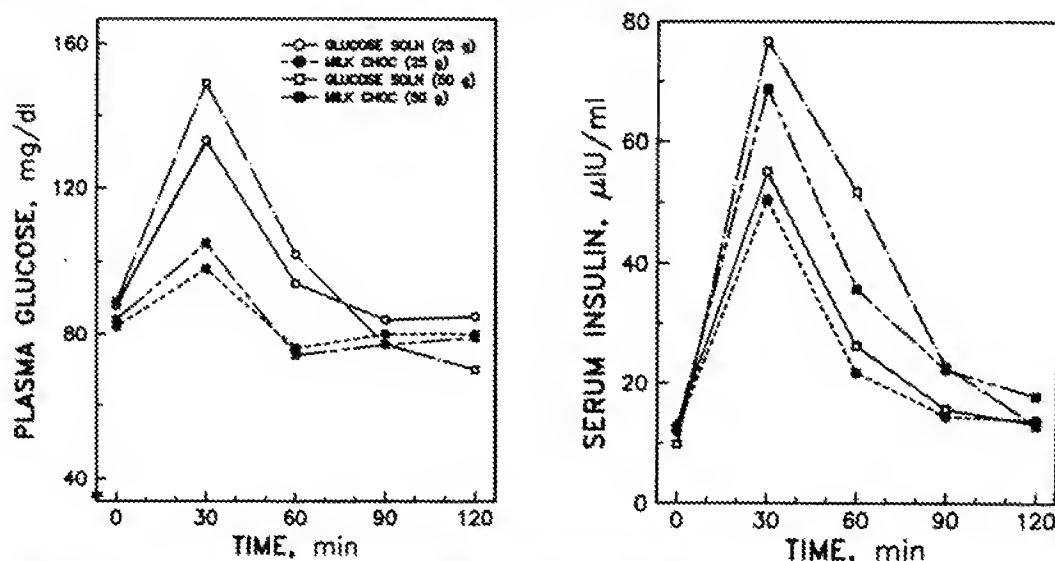 160
120
80
40
PLASMA GLUCOSE, mg/dl
GLUCOSE SOLN (25 g)
MILK CHOC (25 g)
GLUCOSE SOLN (50 g)
MILK CHOC (50 g)
0 30 60 90 120
TIME, min
80
60
40
20
0
SERUM INSULIN, μIU/ml
0 30 60 90 120
TIME, min